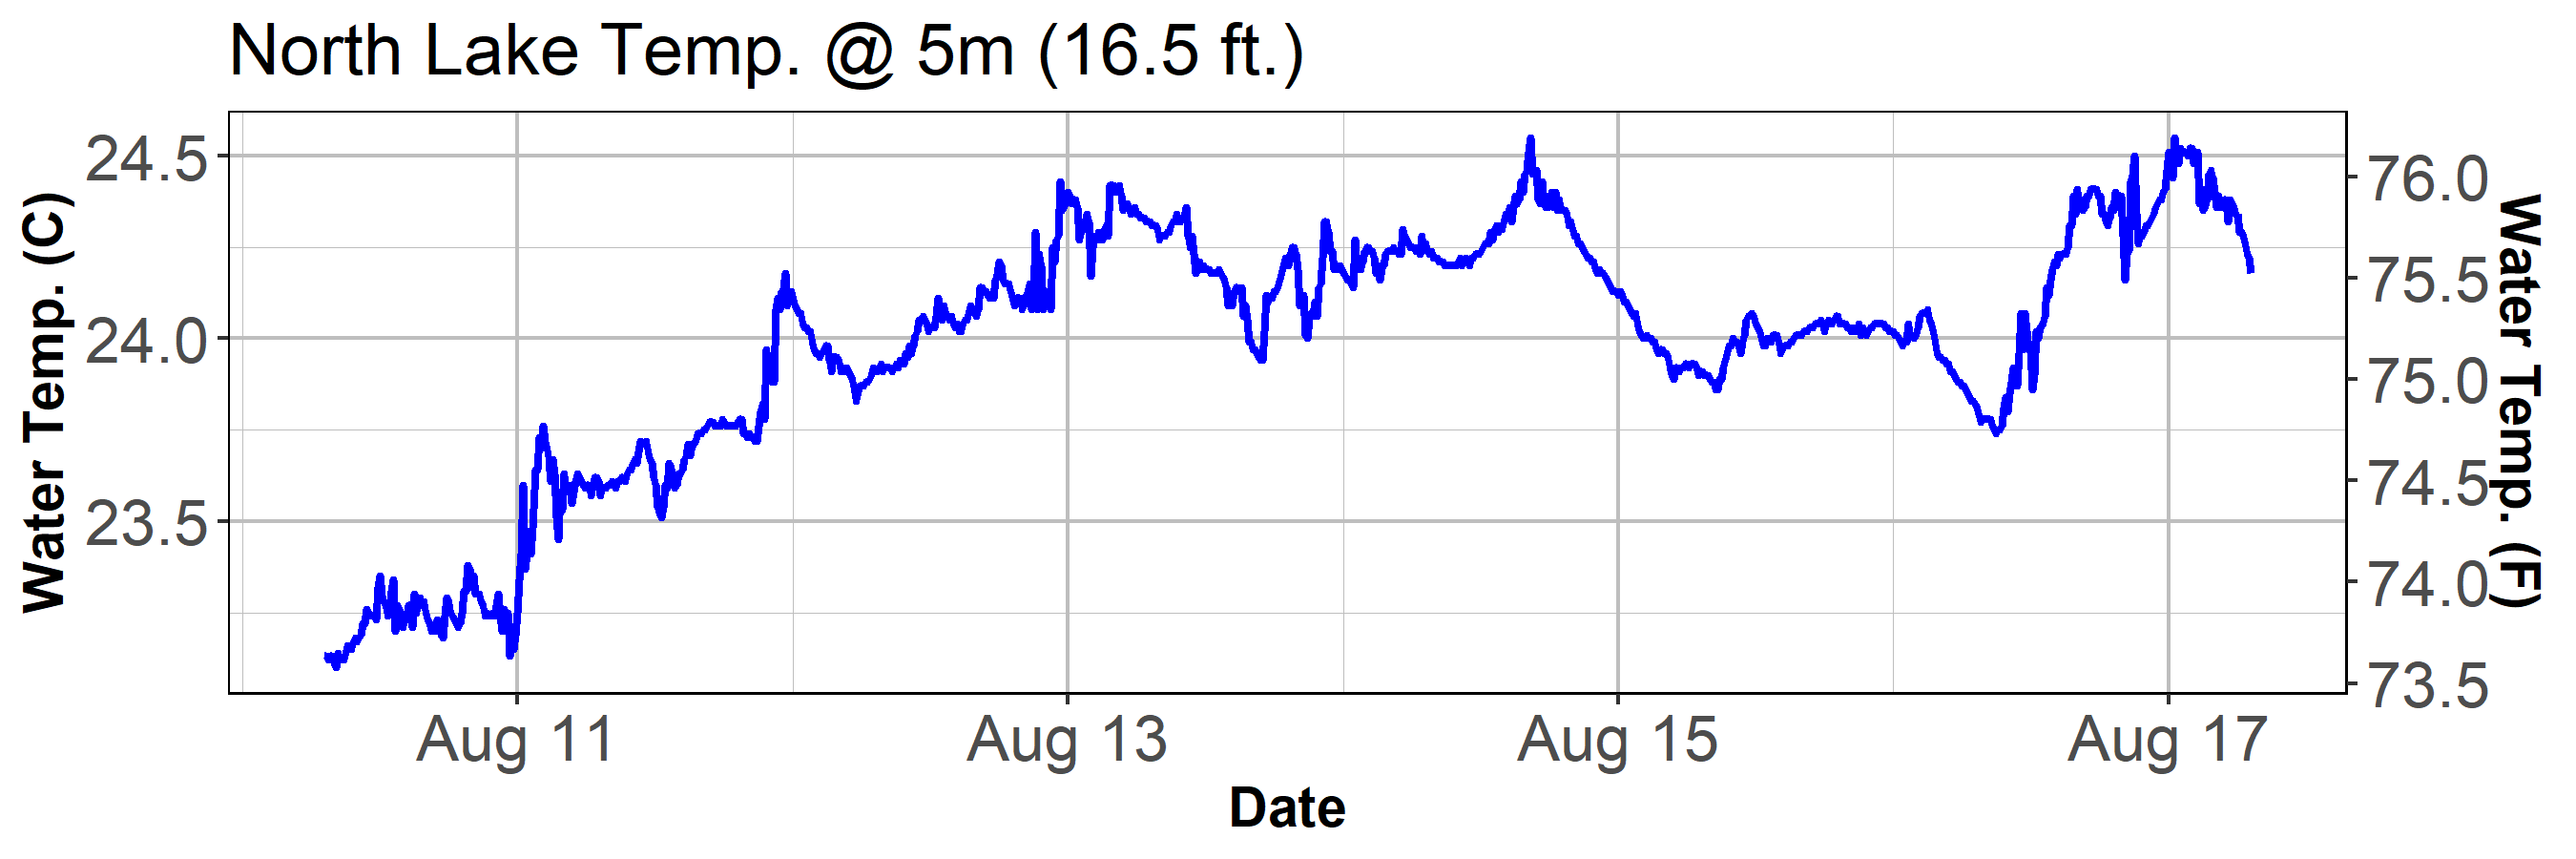 North Lake Temp. @ 5m (16.5 ft.)
Water Temp. (C)
24.5
24.0
23.5
76.0
75.5
75.0
74.5
74.0
73.5
Water Temp. (F)
Aug 11
Aug 13
Aug 15
Aug 17
Date